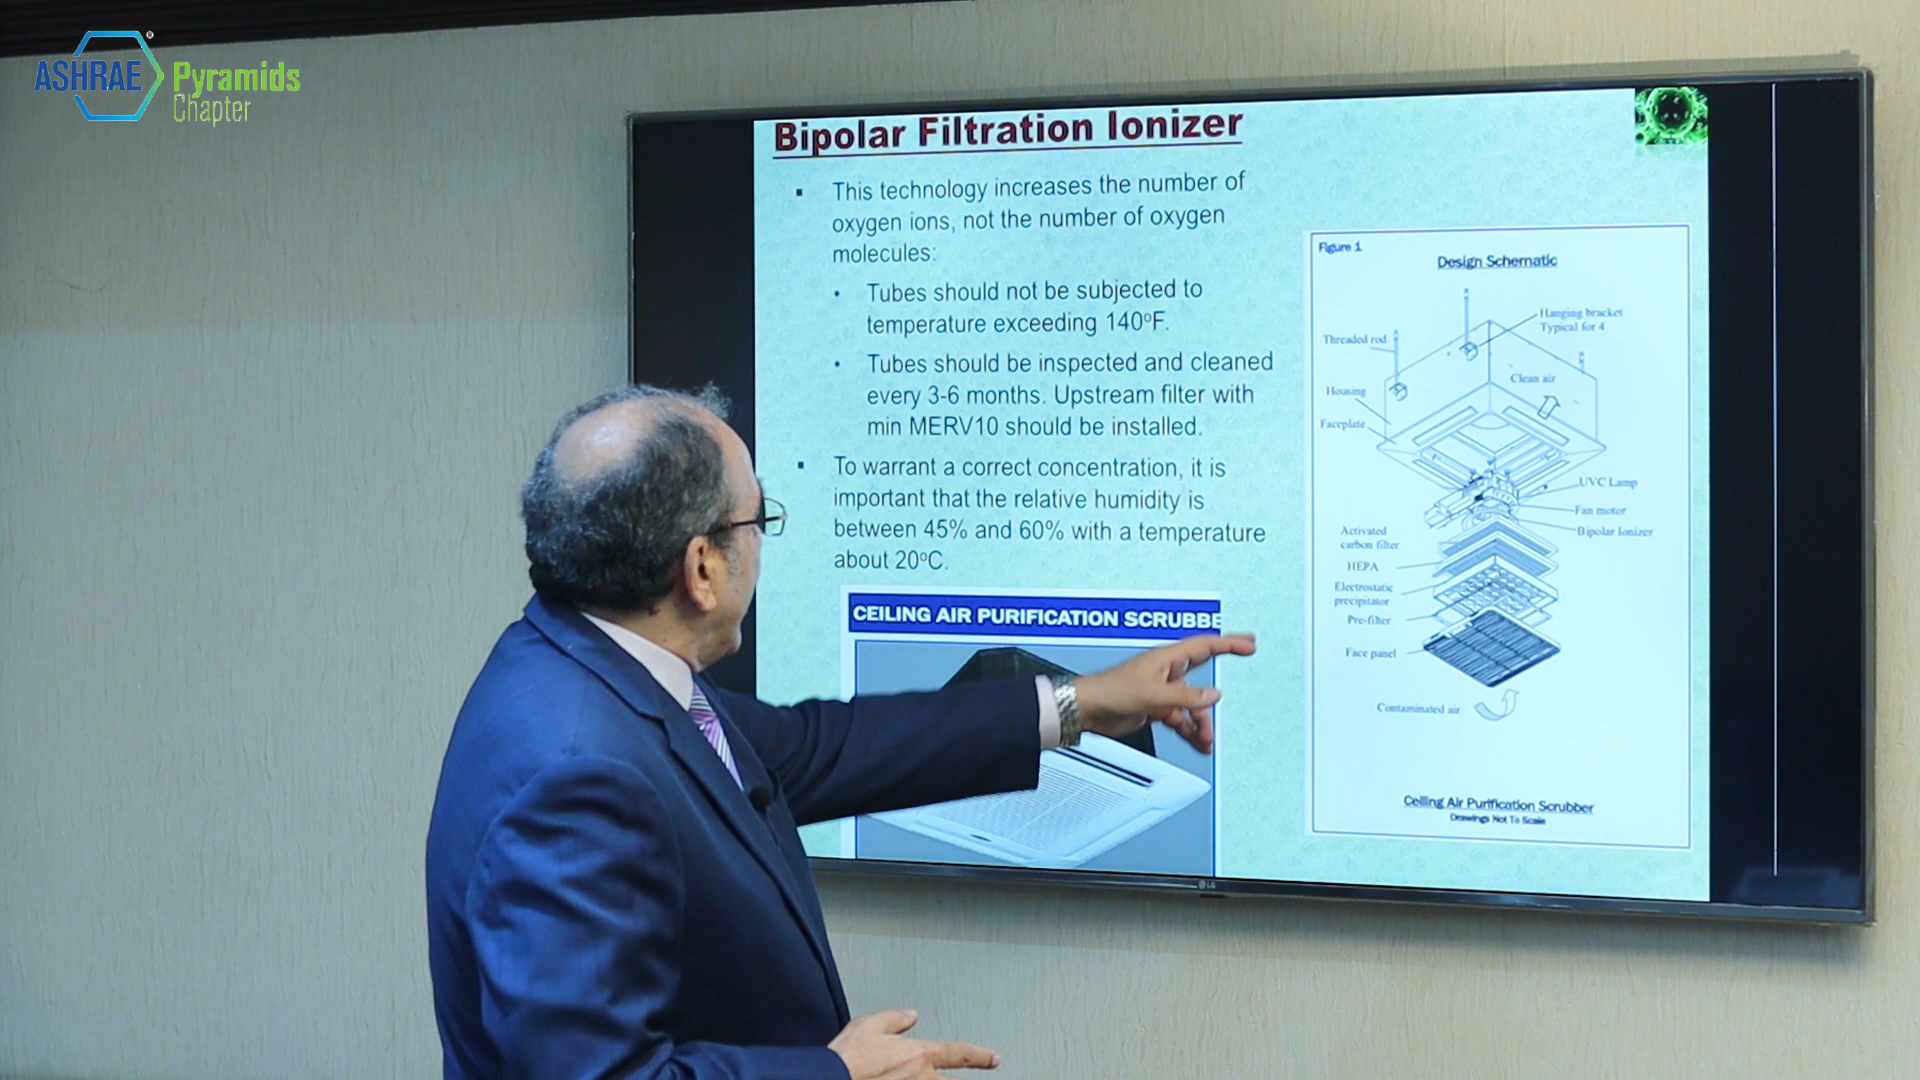 ASHRAE®
Pyramids
Chapter
Bipolar Filtration Ionizer
▪ This technology increases the number of
oxygen ions, not the number of oxygen
molecules:
• Tubes should not be subjected to
temperature exceeding 140ºF.
• Tubes should be inspected and cleaned
every 3-6 months. Upstream filter with
min MERV10 should be installed.
▪ To warrant a correct concentration, it is
important that the relative humidity is
between 45% and 60% with a temperature
about 20ºC.
CEILING AIR PURIFICATION SCRUBBE
Figure 1
Design Schematic
Hanging bracket
Typical for 4
Threaded rod
Clean air
Housing
Faceplate
UVC Lamp
Fan motor
Bipolar Ionizer
Activated
carbon filter
HEPA
Electrostatic
precipitator
Pre-filter
Face panel
Contaminated air
Ceiling Air Purification Scrubber
Drawings Not To Scale
LG